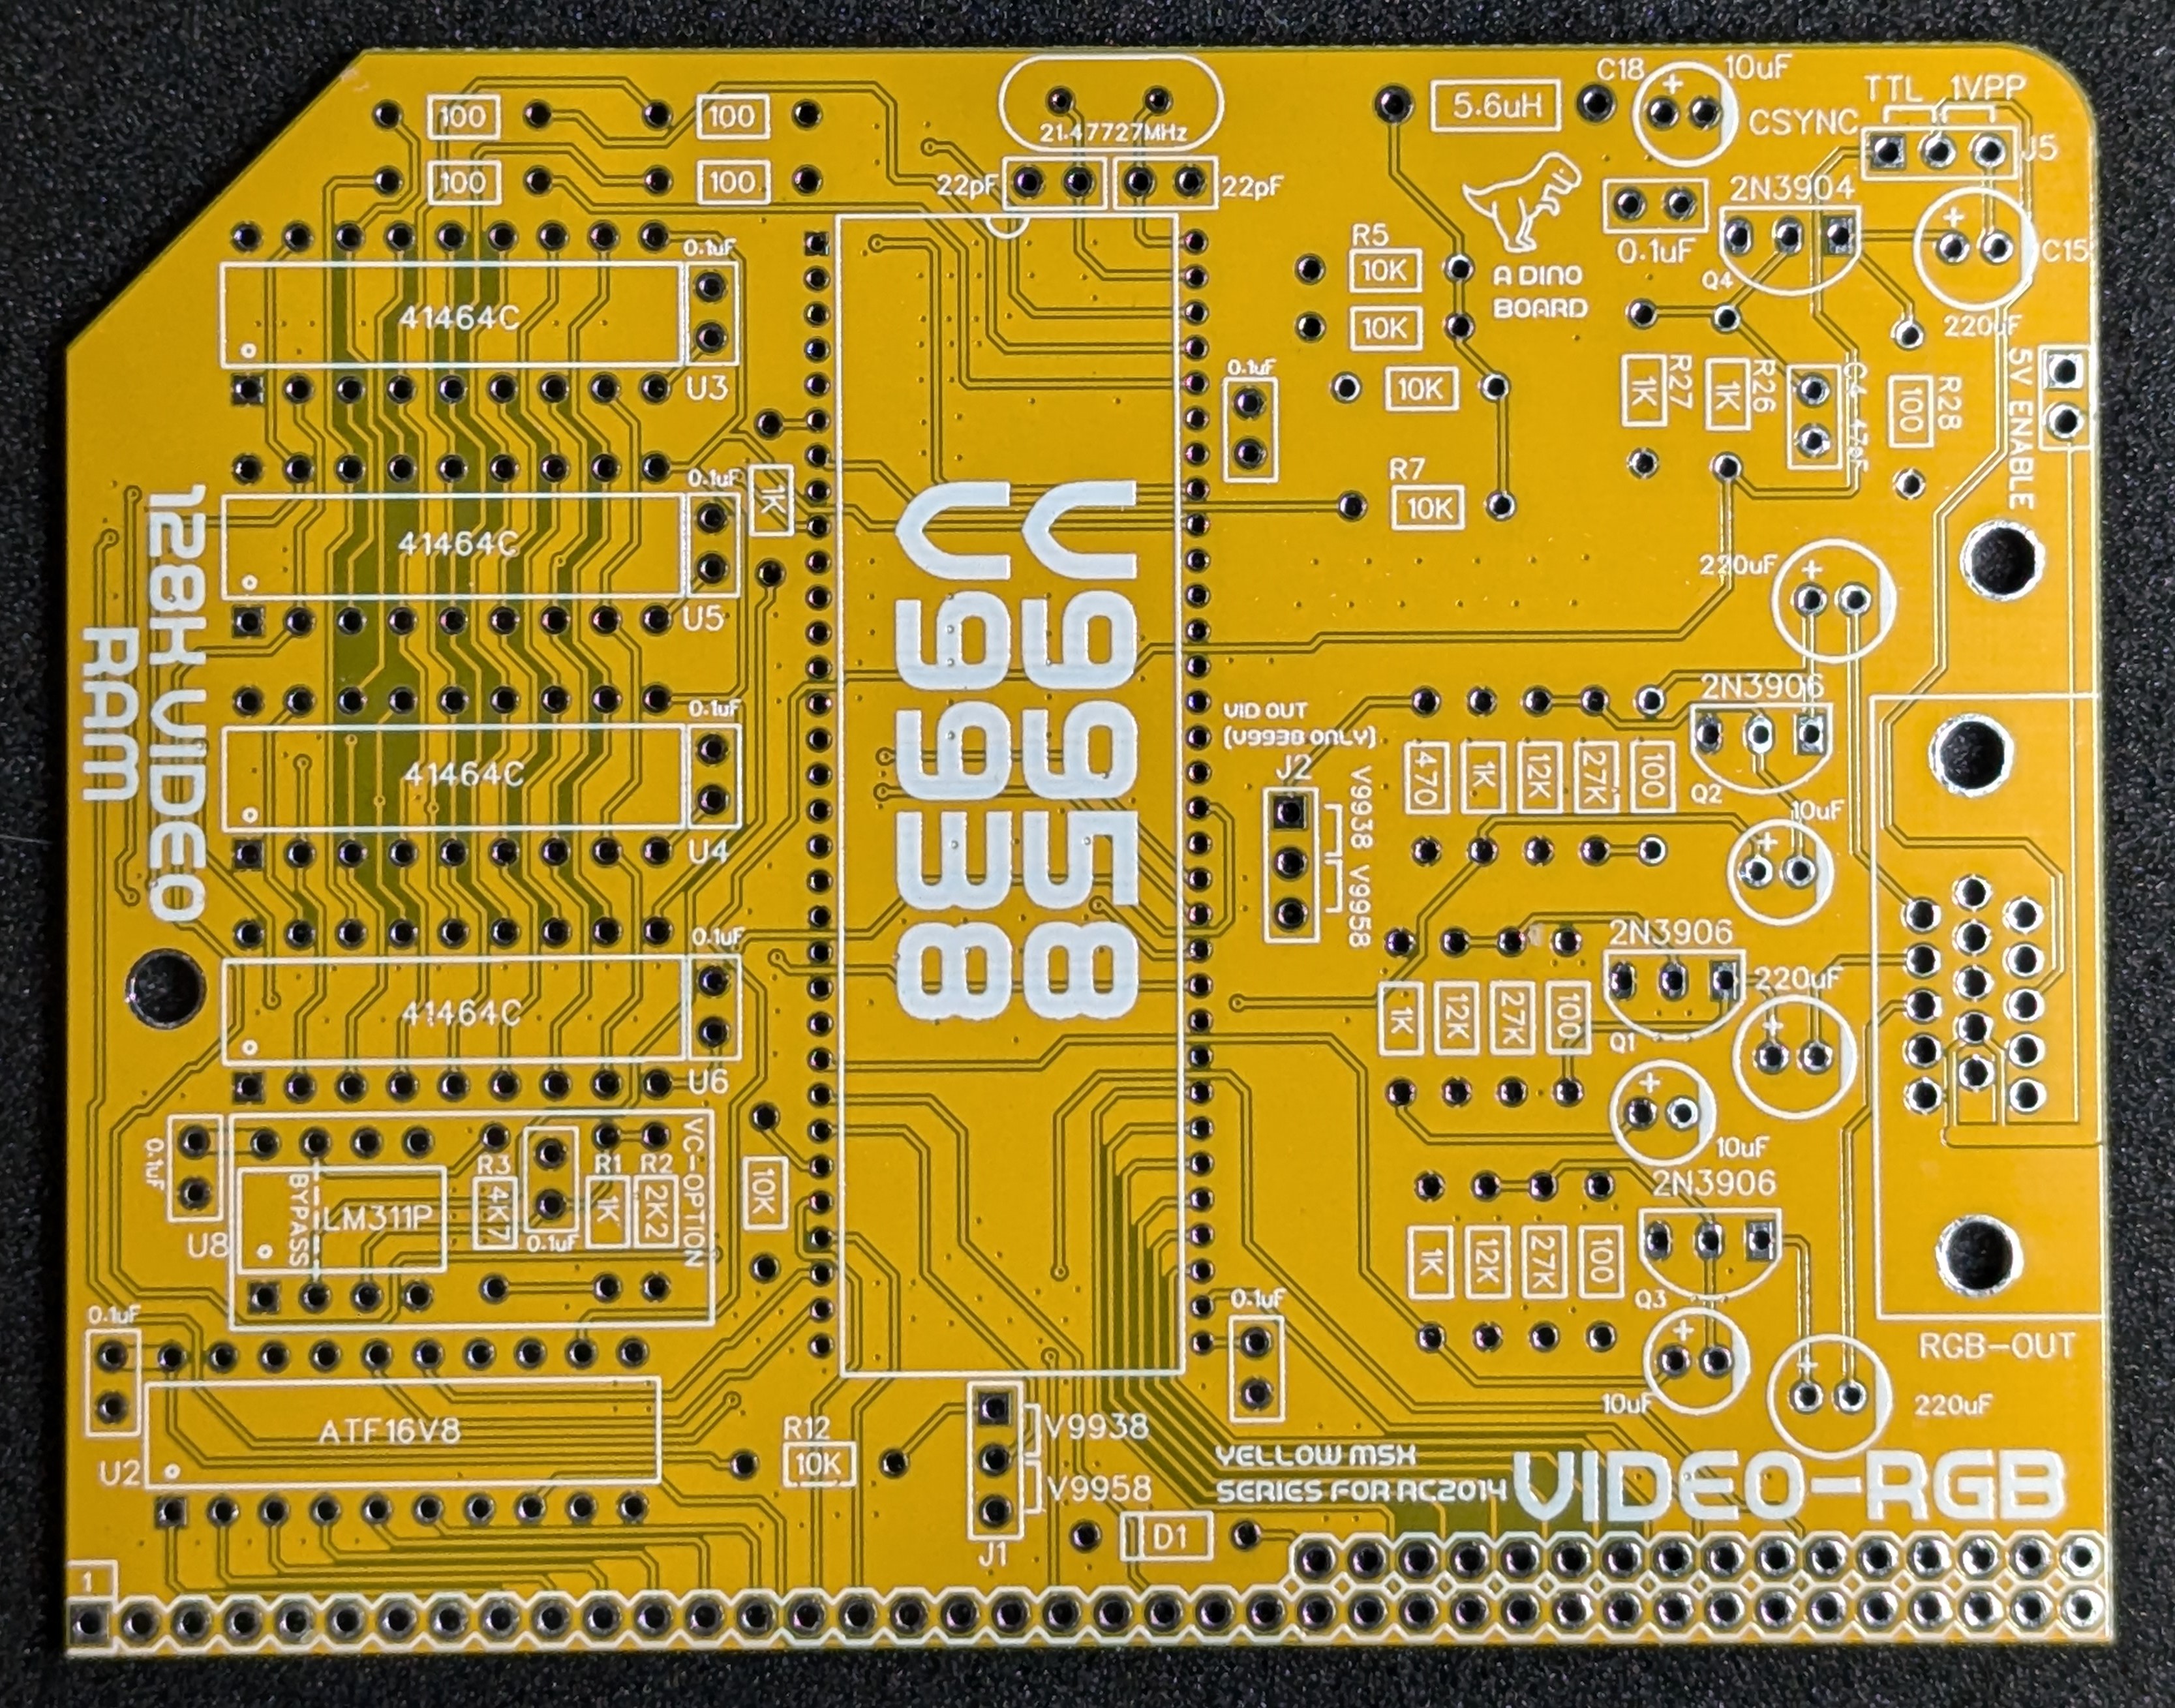 100
100
100
100
21.47727MHz
22pF
22pF
5.6uH
C18
10uF
CSYNC
TTL
1VPP
J5
0.1uF
2N3904
Q4
C15
220uF
A DINO
BOARD
R5
10K
10K
10K
R7
10K
0.1uF
R27
1K
R26
1K
C4
47pF
R28
100
5V ENABLE
0.1uF
41464C
U3
0.1uF
41464C
U5
1K
0.1uF
41464C
U4
0.1uF
41464C
U6
128K VIDEO
RAM
V9958
V9938
VID OUT
(V9938 ONLY)
J2
V9938 V9958
220uF
2N3906
Q2
470
1K
12K
27K
100
10uF
2N3906
Q1
220uF
1K
12K
27K
100
10uF
2N3906
Q3
1K
12K
27K
100
10uF
220uF
RGB-OUT
0.1uF
U8
BYPASS
LM311P
R3
4K7
0.1uF
R1
1K
R2
2K2
VC-OPTION
10K
0.1uF
ATF16V8
U2
R12
10K
V9938
V9958
J1
0.1uF
D1
YELLOW MSX
SERIES FOR RC2014
VIDEO-RGB
1